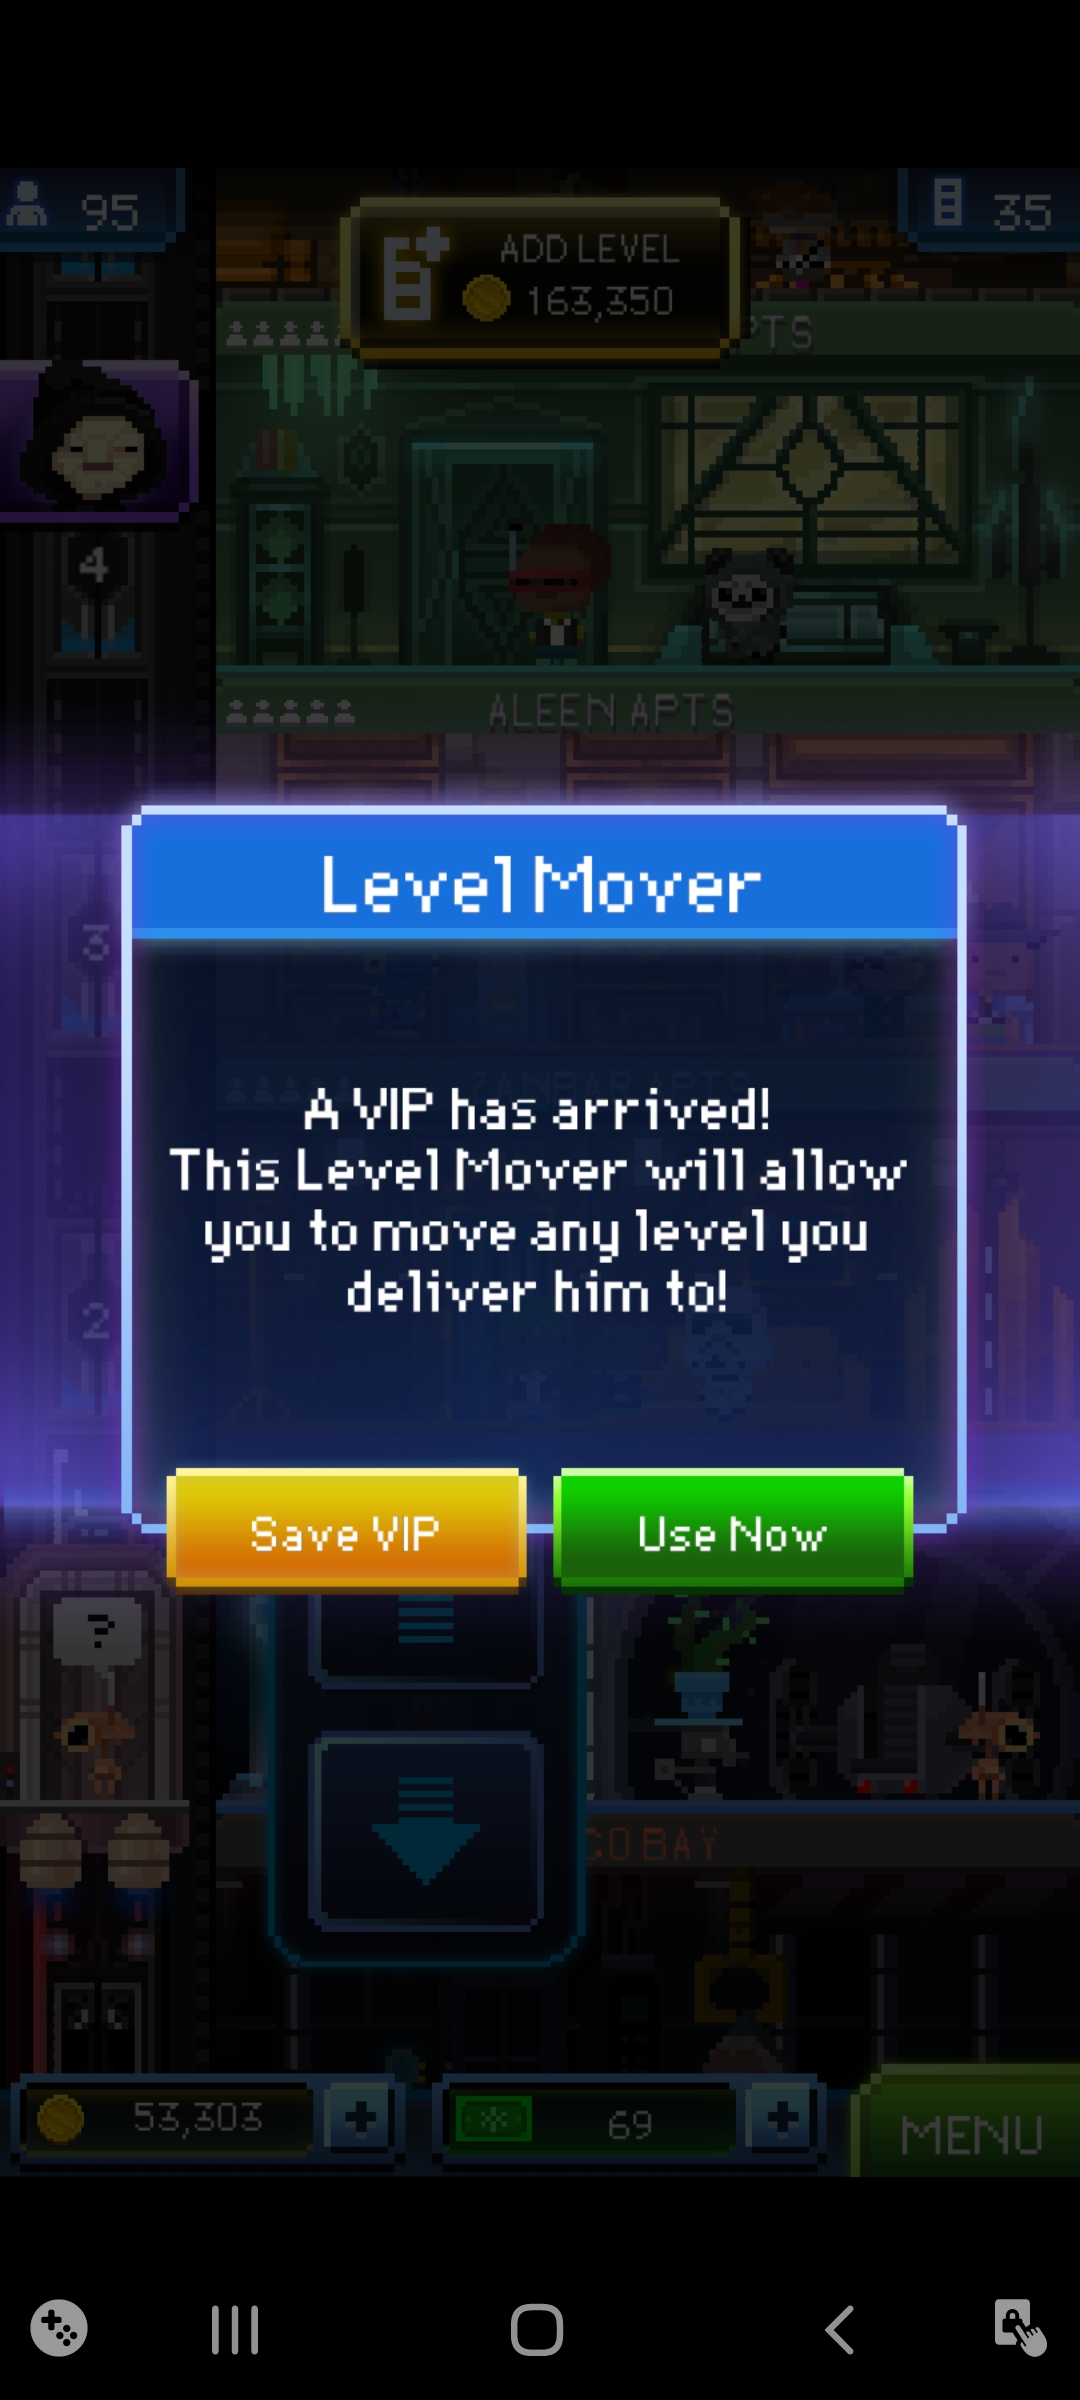 95
ADD LEVEL
163,350
35
PTS
4
ALEEN APTS
Level Mover
3
A VIP has arrived!
This Level Mover will allow
you to move any level you
deliver him to!
2
Save VIP
Use Now
?
CO BAY
53,303
69
MENU